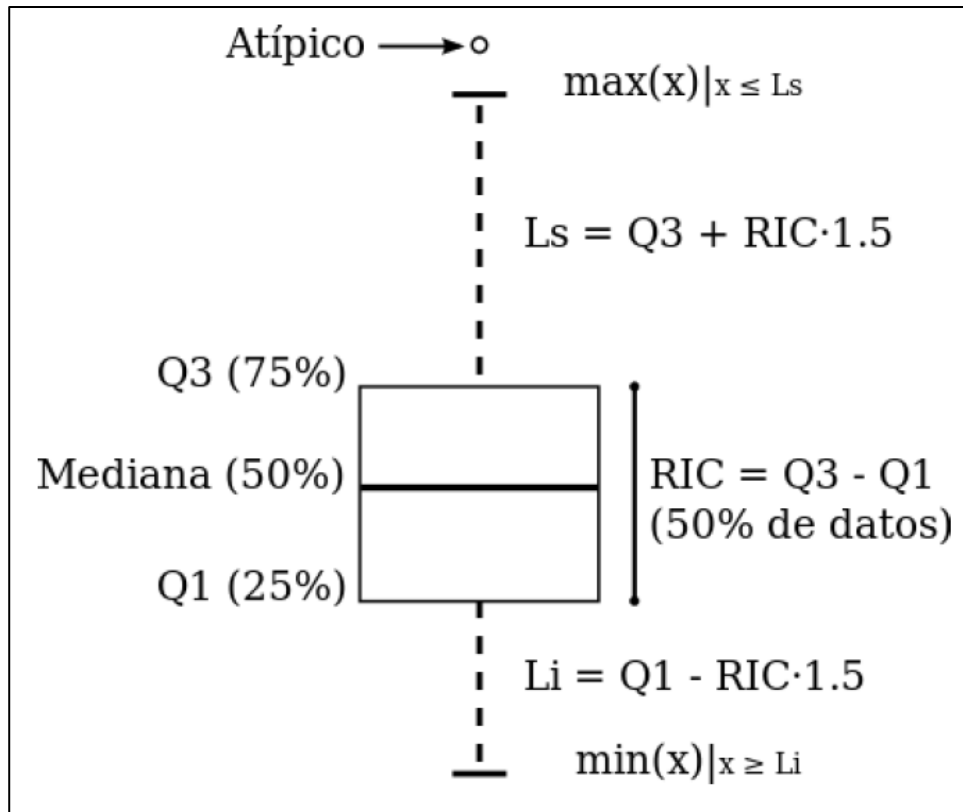 Atípico
max(x)|x ≤ Ls
Ls = Q3 + RIC·1.5
Q3 (75%)
Mediana (50%)
RIC = Q3 - Q1
(50% de datos)
Q1 (25%)
Li = Q1 - RIC·1.5
min(x)|x ≥ Li